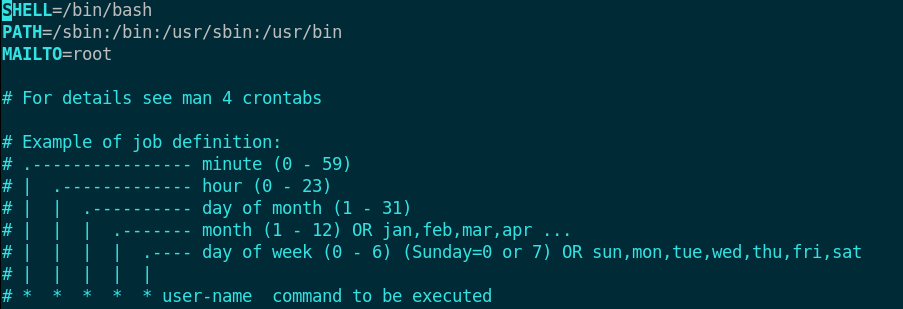 SHELL=/bin/bash
PATH=/sbin:/bin:/usr/sbin:/usr/bin
MAILTO=root

# For details see man 4 crontabs

# Example of job definition:
# .---------------- minute (0 - 59)
# |  .------------- hour (0 - 23)
# |  |  .---------- day of month (1 - 31)
# |  |  |  .------- month (1 - 12) OR jan,feb,mar,apr ...
# |  |  |  |  .---- day of week (0 - 6) (Sunday=0 or 7) OR sun,mon,tue,wed,thu,fri,sat
# |  |  |  |  |
# *  *  *  *  * user-name  command to be executed